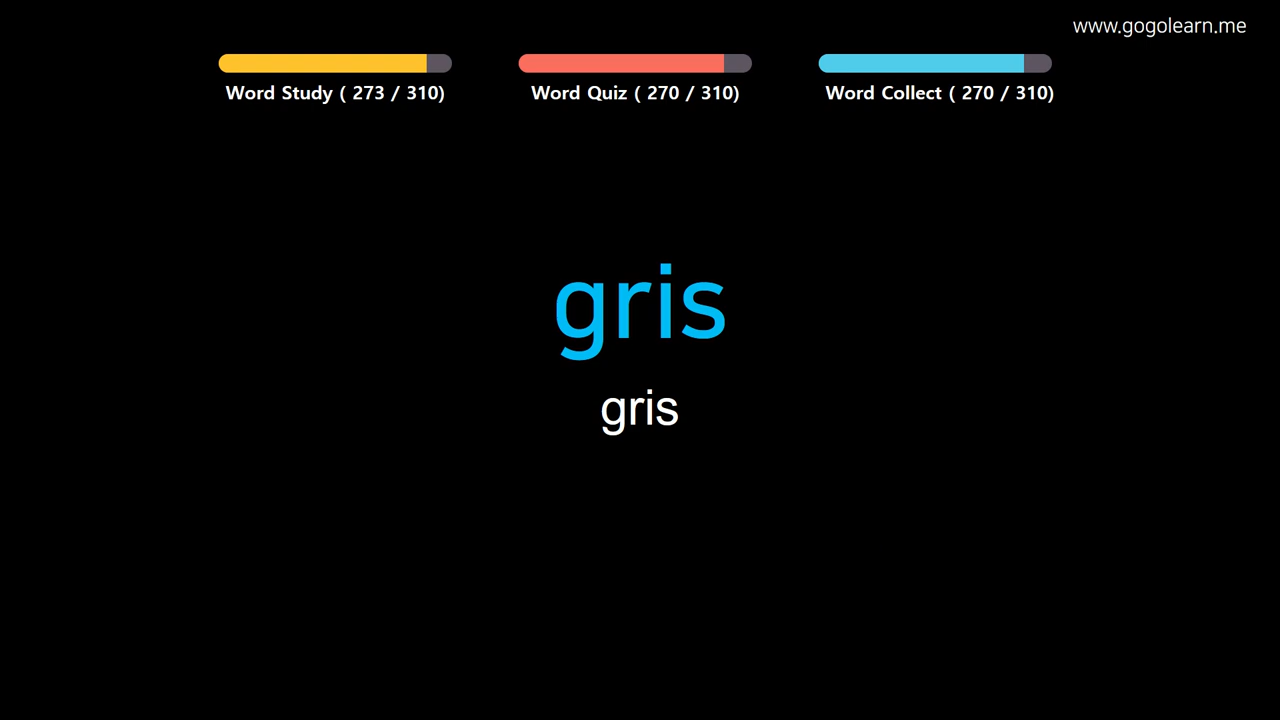 www.gogolearn.me
Word Study ( 273 / 310)
Word Quiz ( 270 / 310)
Word Collect ( 270 / 310)
gris
gris